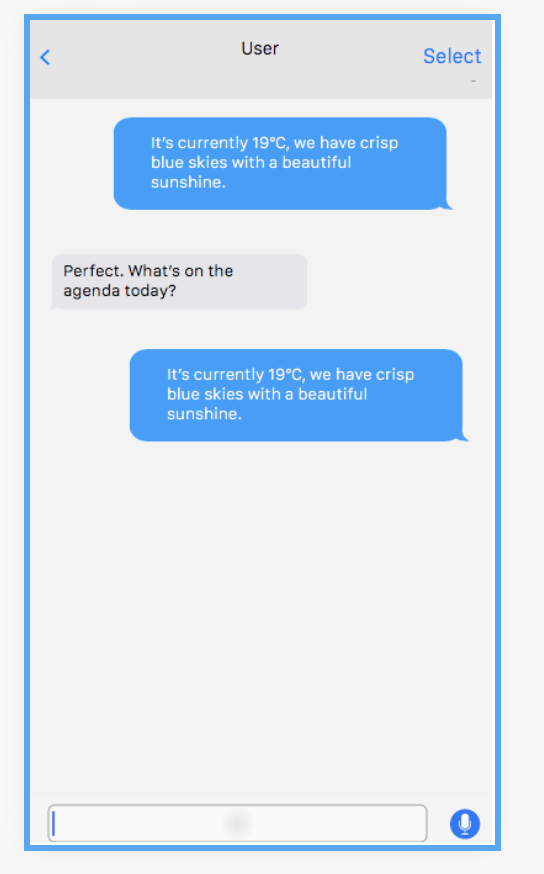 User
Select
-
It's currently 19°C, we have crisp
blue skies with a beautiful
sunshine.
Perfect. What's on the
agenda today?
It's currently 19°C, we have crisp
blue skies with a beautiful
sunshine.